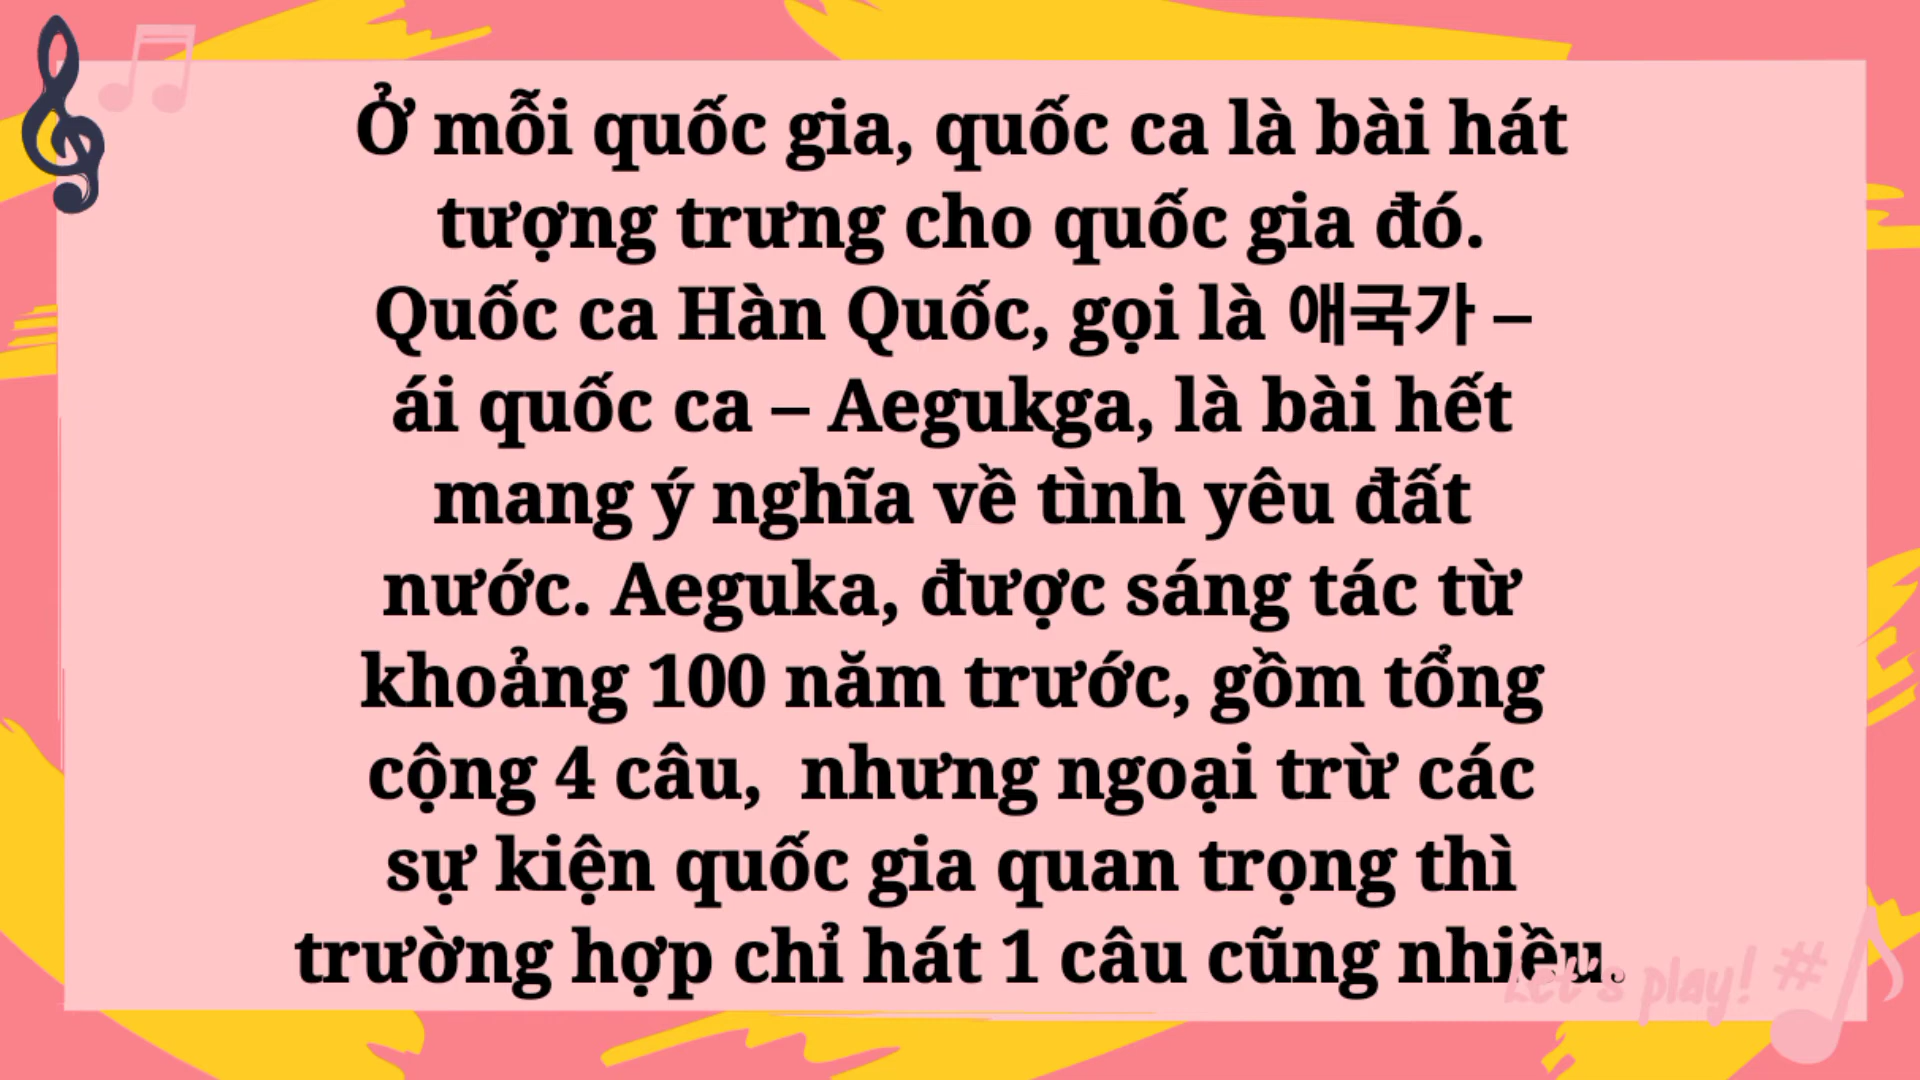 Ở mỗi quốc gia, quốc ca là bài hát
tượng trưng cho quốc gia đó.
Quốc ca Hàn Quốc, gọi là 애국가 –
ái quốc ca – Aegukga, là bài hết
mang ý nghĩa về tình yêu đất
nước. Aeguka, được sáng tác từ
khoảng 100 năm trước, gồm tổng
cộng 4 câu,  nhưng ngoại trừ các
sự kiện quốc gia quan trọng thì
trường hợp chỉ hát 1 câu cũng nhiều.
Let's play! #